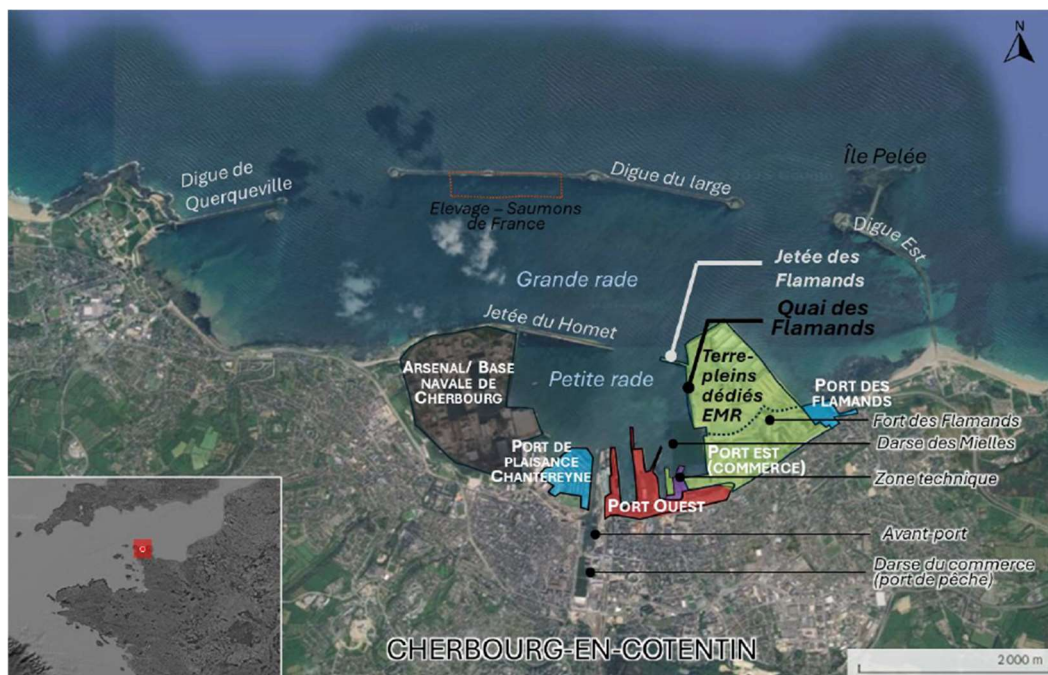 N
Île Pelée
Digue de
Querqueville
Digue du large
Elevage – Saumons
de France
Digue Est
Grande rade
Jetée des
Flamands
Jetée du Homet
Quai des
Flamands
Petite rade
Terre-
pleins
dédiés
EMR
ARSENAL/ BASE
NAVALE DE
CHERBOURG
PORT DES
FLAMANDS
Fort des Flamands
Darse des Mielles
PORT DE
PLAISANCE
CHANTEREYNE
PORT EST
(COMMERCE)
Zone technique
PORT OUEST
Avant-port
Darse du commerce
(port de pêche)
CHERBOURG-EN-COTENTIN
2 000 m